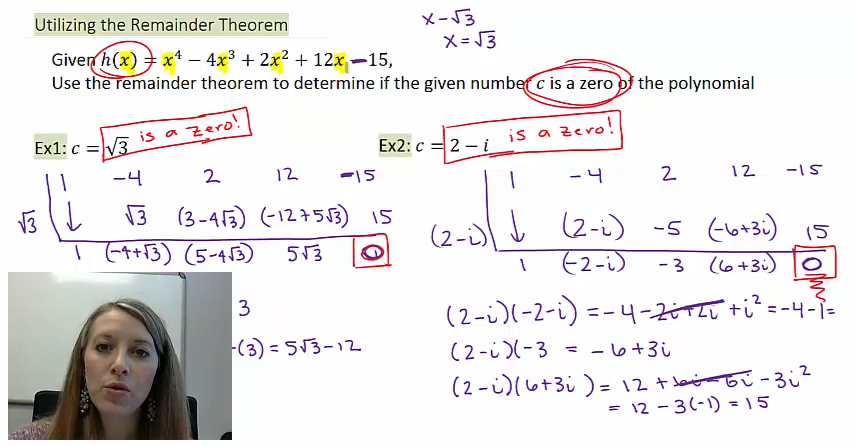 Utilizing the Remainder Theorem
x − √3
x = √3
Given h(x) = x⁴ − 4x³ + 2x² + 12x − 15,
Use the remainder theorem to determine if the given number c is a zero of the polynomial
Ex1: c = √3 is a zero!
√3 | 1 −4 2 12 −15
↓ √3 (3−4√3) (−12+5√3) 15
1 (−4+√3) (5−4√3) 5√3 0
3
(3) = 5√3 − 12
Ex2: c = 2 − i is a zero!
(2−i) | 1 −4 2 12 −15
↓ (2−i) −5 (−6+3i) 15
1 (−2−i) −3 (6+3i) 0
(2−i)(−2−i) = −4 − 2i + 2i + i² = −4 − 1 =
(2−i)(−3 = −6 + 3i
(2−i)(6+3i) = 12 + 6i − 6i − 3i²
= 12 − 3(−1) = 15